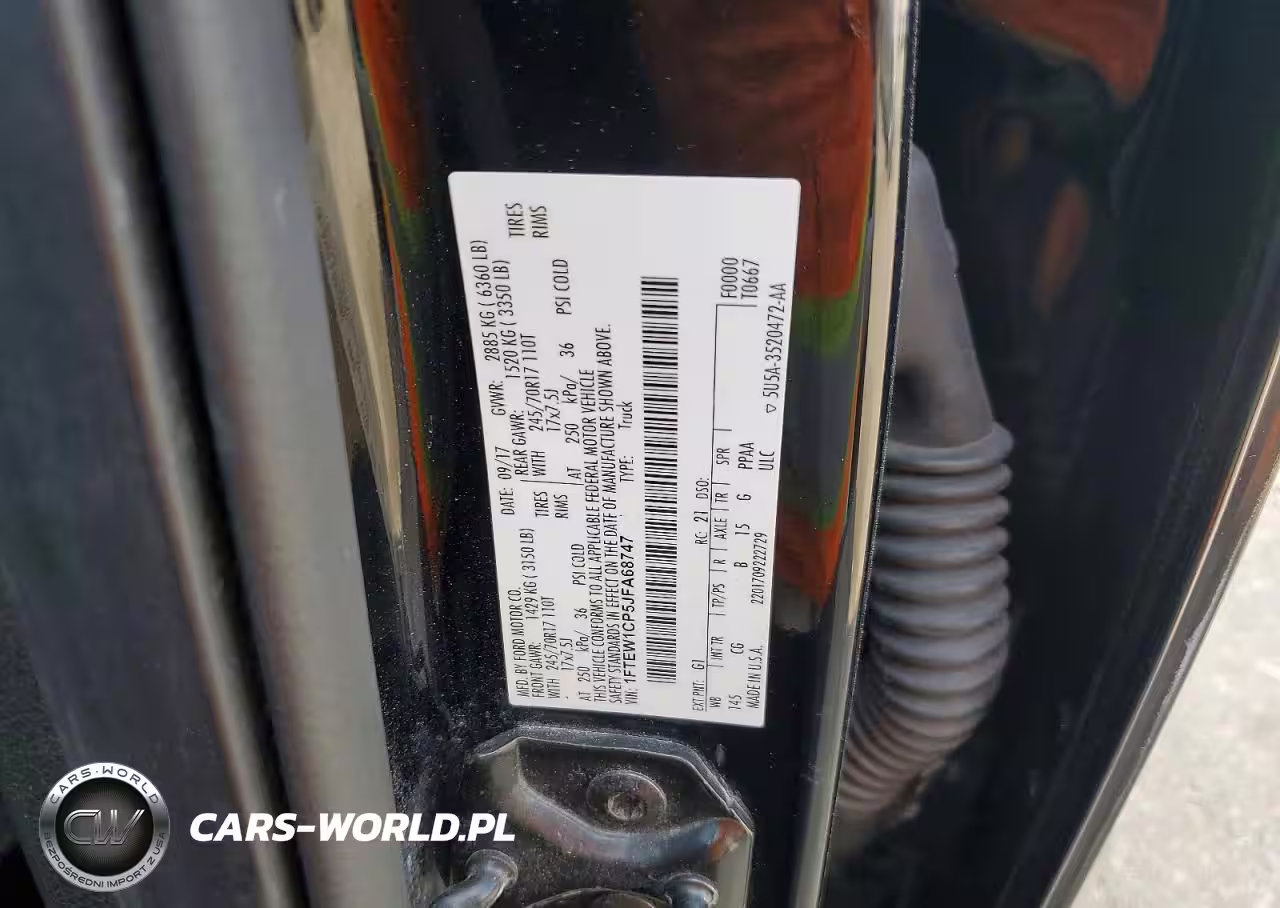 MFD. BY FORD MOTOR CO. DATE: 09/17 GVWR: 2885 KG ( 6360 LB)
FRONT GAWR: 1429 KG ( 3150 LB) REAR GAWR: 1520 KG ( 3350 LB)
WITH 245/70R17 110T TIRES WITH 245/70R17 110T TIRES
17x7.5J RIMS 17x7.5J RIMS
AT 250 kPa/ 36 PSI COLD AT 250 kPa/ 36 PSI COLD
THIS VEHICLE CONFORMS TO ALL APPLICABLE FEDERAL MOTOR VEHICLE
SAFETY STANDARDS IN EFFECT ON THE DATE OF MANUFACTURE SHOWN ABOVE.
VIN: 1FTEW1CP5JFA68747 TYPE: Truck
EXT PNT: G1 RC: 21 DSO: F0000
WB INT TR TP/PS R AXLE TR SPR T0667
145 CG B 15 G PPAA
MADE IN U.S.A. 2201709222729 ULC ▽ 5U5A-3520472-AA
CARS-WORLD
CW
BEZPOŚREDNI IMPORT Z USA
CARS-WORLD.PL